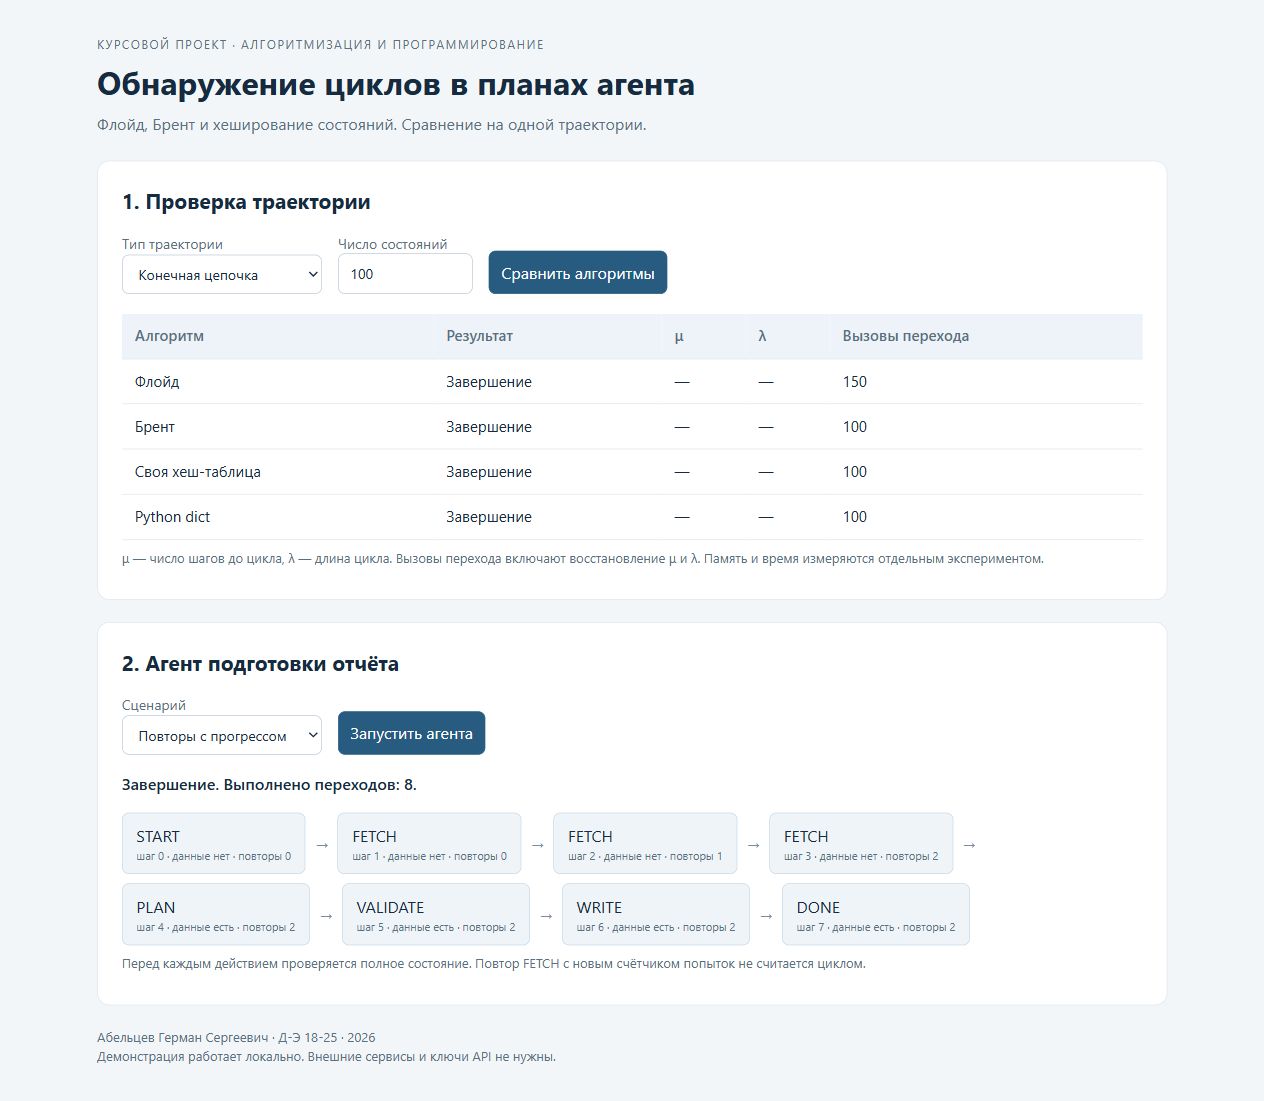 КУРСОВОЙ ПРОЕКТ · АЛГОРИТМИЗАЦИЯ И ПРОГРАММИРОВАНИЕ
Обнаружение циклов в планах агента
Флойд, Брент и хеширование состояний. Сравнение на одной траектории.
1. Проверка траектории
Тип траектории Число состояний
Конечная цепочка 100 Сравнить алгоритмы
Алгоритм Результат μ λ Вызовы перехода
Флойд Завершение — — 150
Брент Завершение — — 100
Своя хеш-таблица Завершение — — 100
Python dict Завершение — — 100
μ — число шагов до цикла, λ — длина цикла. Вызовы перехода включают восстановление μ и λ. Память и время измеряются отдельным экспериментом.
2. Агент подготовки отчёта
Сценарий
Повторы с прогрессом Запустить агента
Завершение. Выполнено переходов: 8.
START → FETCH → FETCH → FETCH →
шаг 0 · данные нет · повторы 0 шаг 1 · данные нет · повторы 0 шаг 2 · данные нет · повторы 1 шаг 3 · данные нет · повторы 2
PLAN → VALIDATE → WRITE → DONE
шаг 4 · данные есть · повторы 2 шаг 5 · данные есть · повторы 2 шаг 6 · данные есть · повторы 2 шаг 7 · данные есть · повторы 2
Перед каждым действием проверяется полное состояние. Повтор FETCH с новым счётчиком попыток не считается циклом.
Абельцев Герман Сергеевич · Д-Э 18-25 · 2026
Демонстрация работает локально. Внешние сервисы и ключи API не нужны.